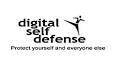 digital
self
defense
Protect yourself and everyone else